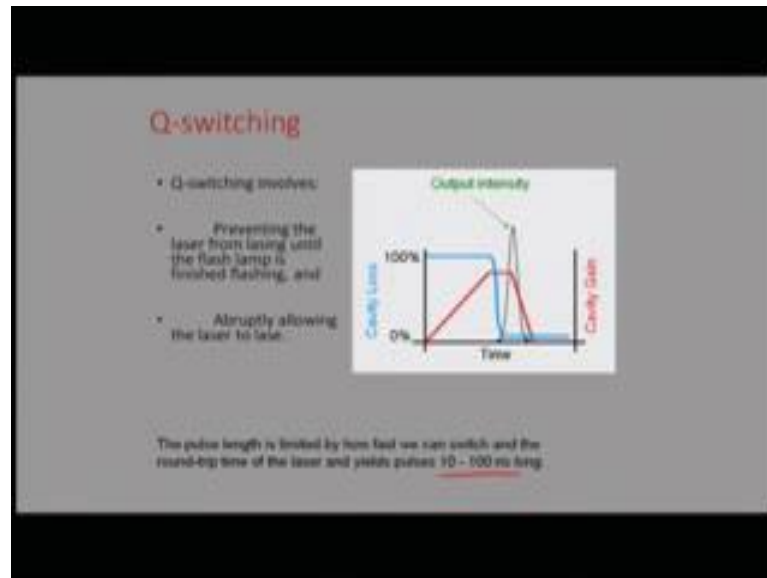 Q-switching
• Q-switching involves:
• Preventing the
laser from lasing until
the flash lamp is
finished flashing, and
• Abruptly allowing
the laser to lase.
Output intensity
100%
0%
Cavity Loss
Cavity Gain
Time
The pulse length is limited by how fast we can switch and the
round-trip time of the laser and yields pulses 10 - 100 ns long.